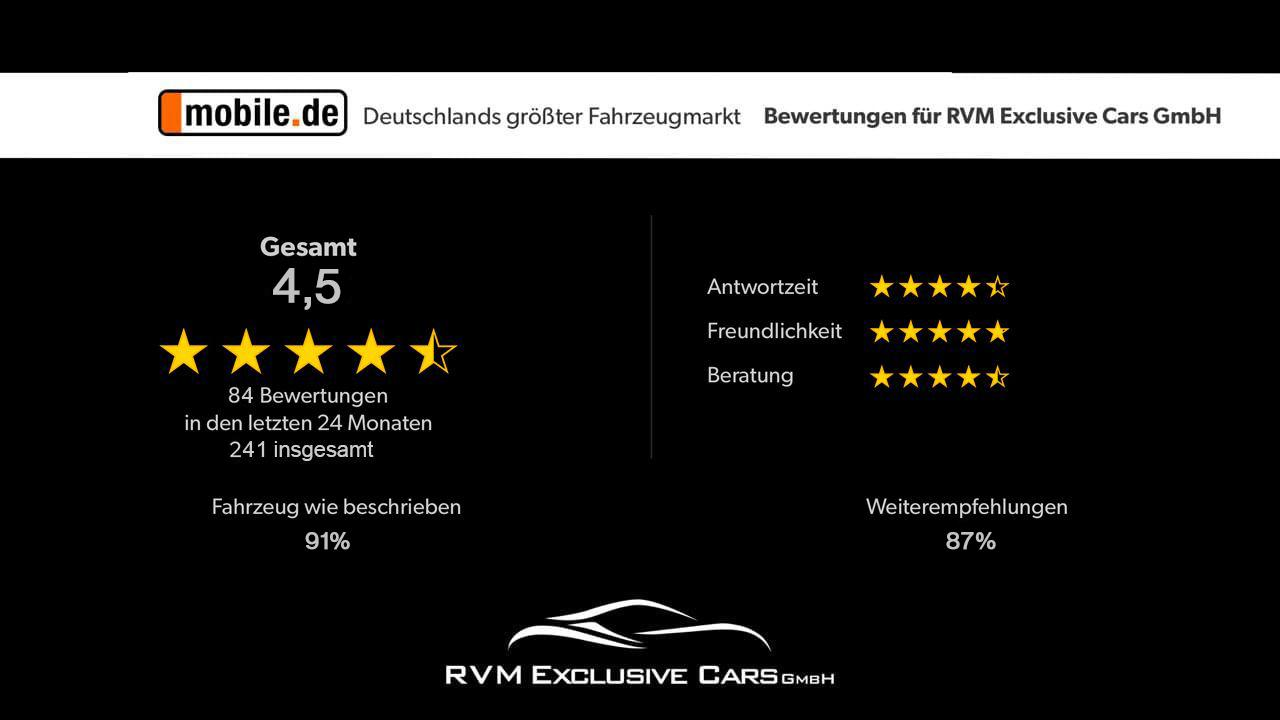 mobile.de Deutschlands größter Fahrzeugmarkt Bewertungen für RVM Exclusive Cars GmbH
Gesamt
4,5
84 Bewertungen
in den letzten 24 Monaten
241 insgesamt
Antwortzeit
Freundlichkeit
Beratung
Fahrzeug wie beschrieben
91%
Weiterempfehlungen
87%
RVM EXCLUSIVE CARS GMBH